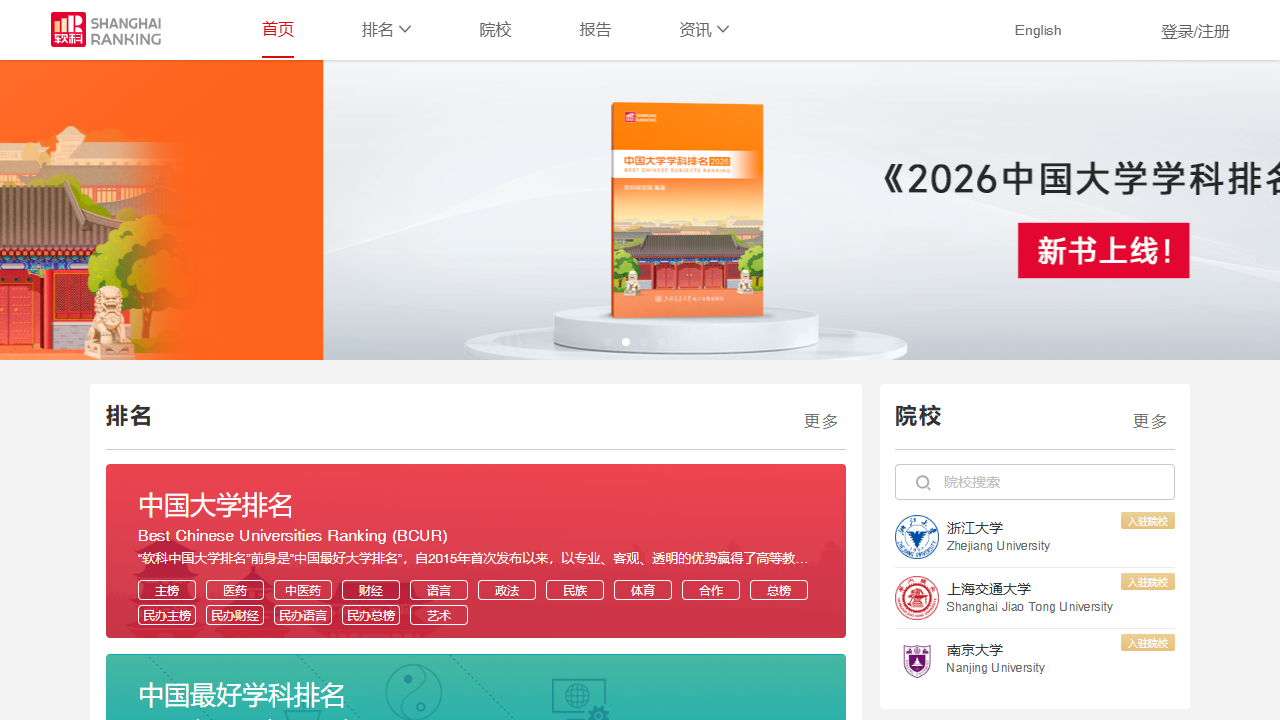 软科 SHANGHAI RANKING
首页 排名 院校 报告 资讯 English 登录/注册
SHANGHAI RANKING
中国大学学科排名 2026
BEST CHINESE SUBJECTS RANKING
软科研究院 编著
《2026中国大学学科排名
新书上线!
排名 更多
中国大学排名
Best Chinese Universities Ranking (BCUR)
“软科中国大学排名”前身是“中国最好大学排名”，自2015年首次发布以来，以专业、客观、透明的优势赢得了高等教...
主榜 医药 中医药 财经 语言 政法 民族 体育 合作 总榜
民办主榜 民办财经 民办语言 民办总榜 艺术
中国最好学科排名
院校 更多
院校搜索
浙江大学 入驻院校
Zhejiang University
上海交通大学 入驻院校
Shanghai Jiao Tong University
南京大学 入驻院校
Nanjing University